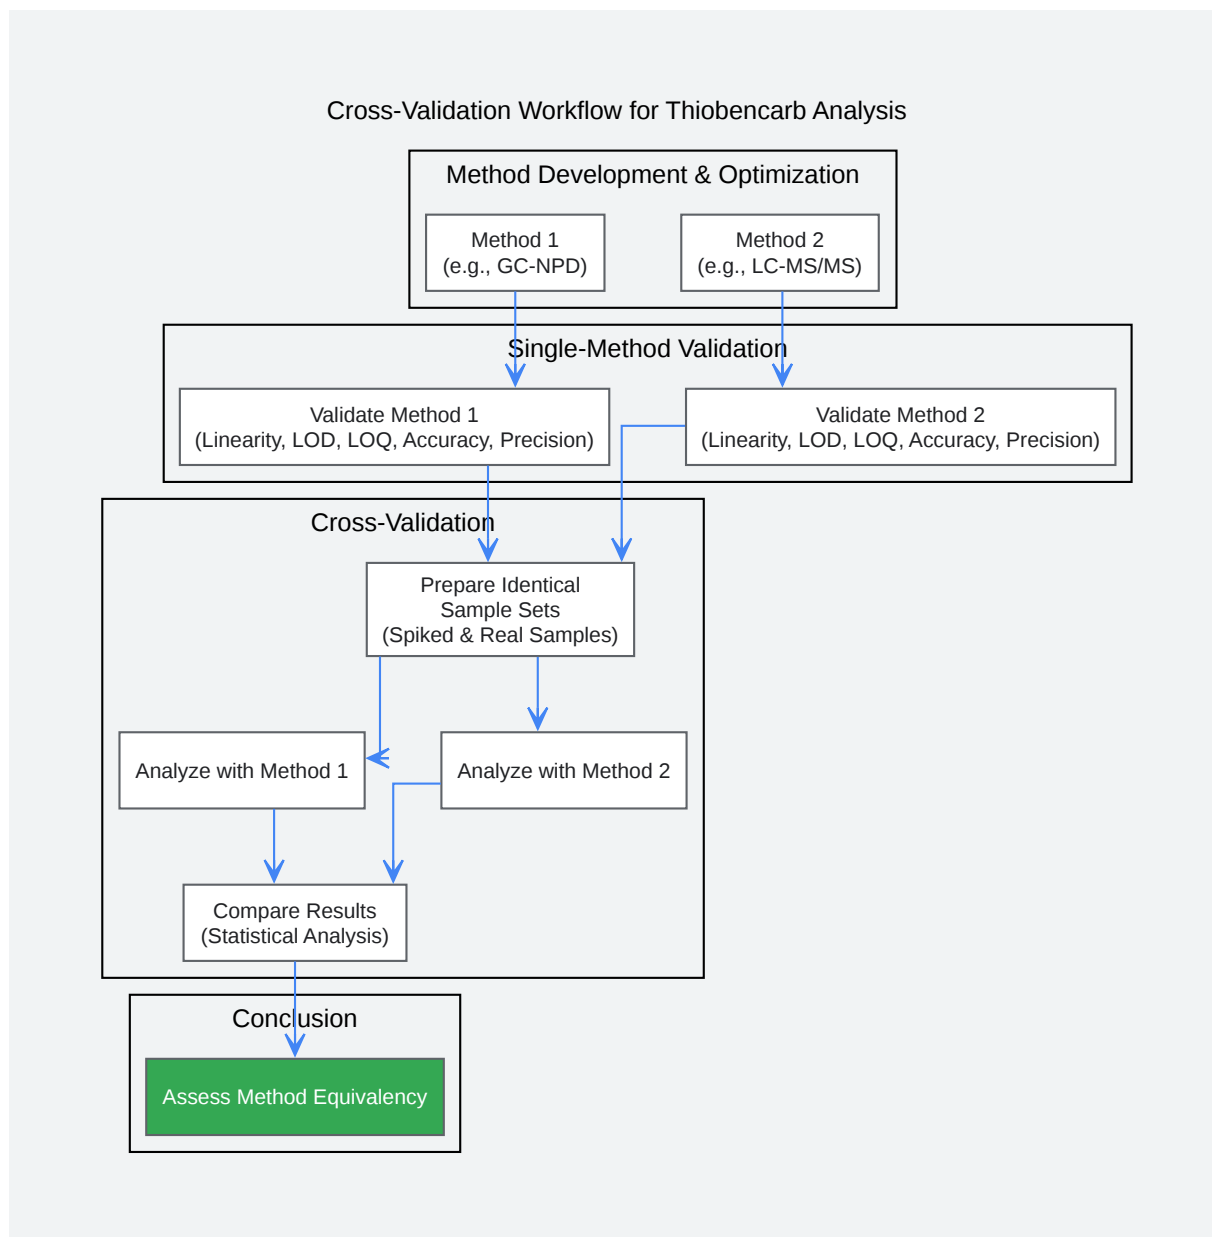 Cross-Validation Workflow for Thiobencarb Analysis
Method Development & Optimization
Method 1
(e.g., GC-NPD)
Method 2
(e.g., LC-MS/MS)
Single-Method Validation
Validate Method 1
(Linearity, LOD, LOQ, Accuracy, Precision)
Validate Method 2
(Linearity, LOD, LOQ, Accuracy, Precision)
Cross-Validation
Prepare Identical
Sample Sets
(Spiked & Real Samples)
Analyze with Method 1
Analyze with Method 2
Compare Results
(Statistical Analysis)
Conclusion
Assess Method Equivalency